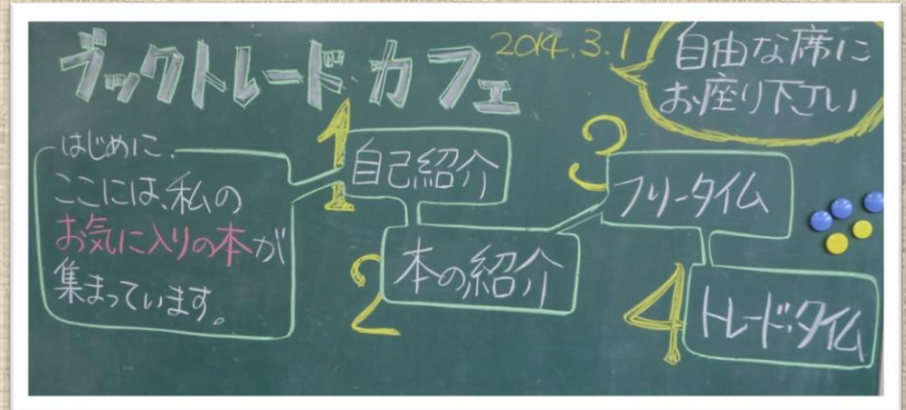 ブックトレード・カフェ
2014.3.1
自由な席に
お座り下さい
はじめに、
ここには、私の
お気に入りの本が
集まっています。
1
自己紹介
2
本の紹介
3
フリータイム
4
トレード・タイム